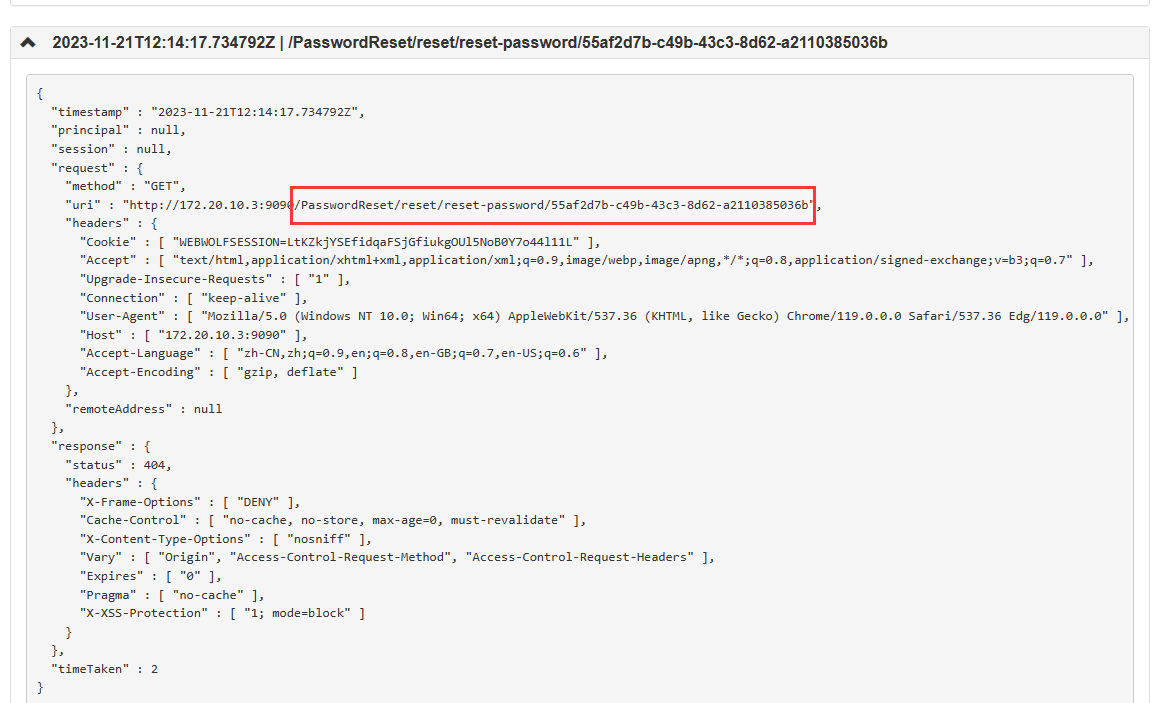 2023-11-21T12:14:17.734792Z | /PasswordReset/reset/reset-password/55af2d7b-c49b-43c3-8d62-a2110385036b
{
"timestamp" : "2023-11-21T12:14:17.734792Z",
"principal" : null,
"session" : null,
"request" : {
"method" : "GET",
"uri" : "http://172.20.10.3:9090/PasswordReset/reset/reset-password/55af2d7b-c49b-43c3-8d62-a2110385036b",
"headers" : {
"Cookie" : [ "WEBWOLFSESSION=LtKZkjYSEfidqaFSjGfiukgOUl5NoB0Y7o44l11L" ],
"Accept" : [ "text/html,application/xhtml+xml,application/xml;q=0.9,image/webp,image/apng,*/*;q=0.8,application/signed-exchange;v=b3;q=0.7" ],
"Upgrade-Insecure-Requests" : [ "1" ],
"Connection" : [ "keep-alive" ],
"User-Agent" : [ "Mozilla/5.0 (Windows NT 10.0; Win64; x64) AppleWebKit/537.36 (KHTML, like Gecko) Chrome/119.0.0.0 Safari/537.36 Edg/119.0.0.0" ],
"Host" : [ "172.20.10.3:9090" ],
"Accept-Language" : [ "zh-CN,zh;q=0.9,en;q=0.8,en-GB;q=0.7,en-US;q=0.6" ],
"Accept-Encoding" : [ "gzip, deflate" ]
},
"remoteAddress" : null
},
"response" : {
"status" : 404,
"headers" : {
"X-Frame-Options" : [ "DENY" ],
"Cache-Control" : [ "no-cache, no-store, max-age=0, must-revalidate" ],
"X-Content-Type-Options" : [ "nosniff" ],
"Vary" : [ "Origin", "Access-Control-Request-Method", "Access-Control-Request-Headers" ],
"Expires" : [ "0" ],
"Pragma" : [ "no-cache" ],
"X-XSS-Protection" : [ "1; mode=block" ]
}
},
"timeTaken" : 2
}